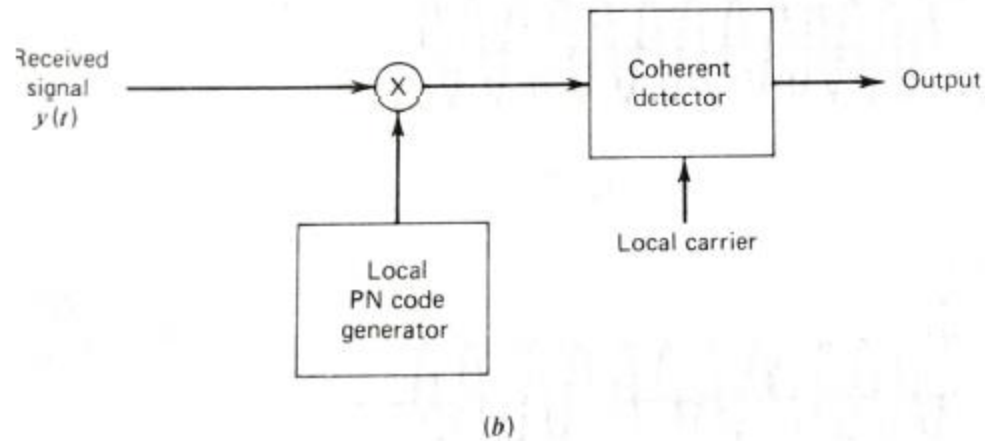 Received
signal
y(t)
X
Coherent
detector
Output
Local carrier
Local
PN code
generator
(b)